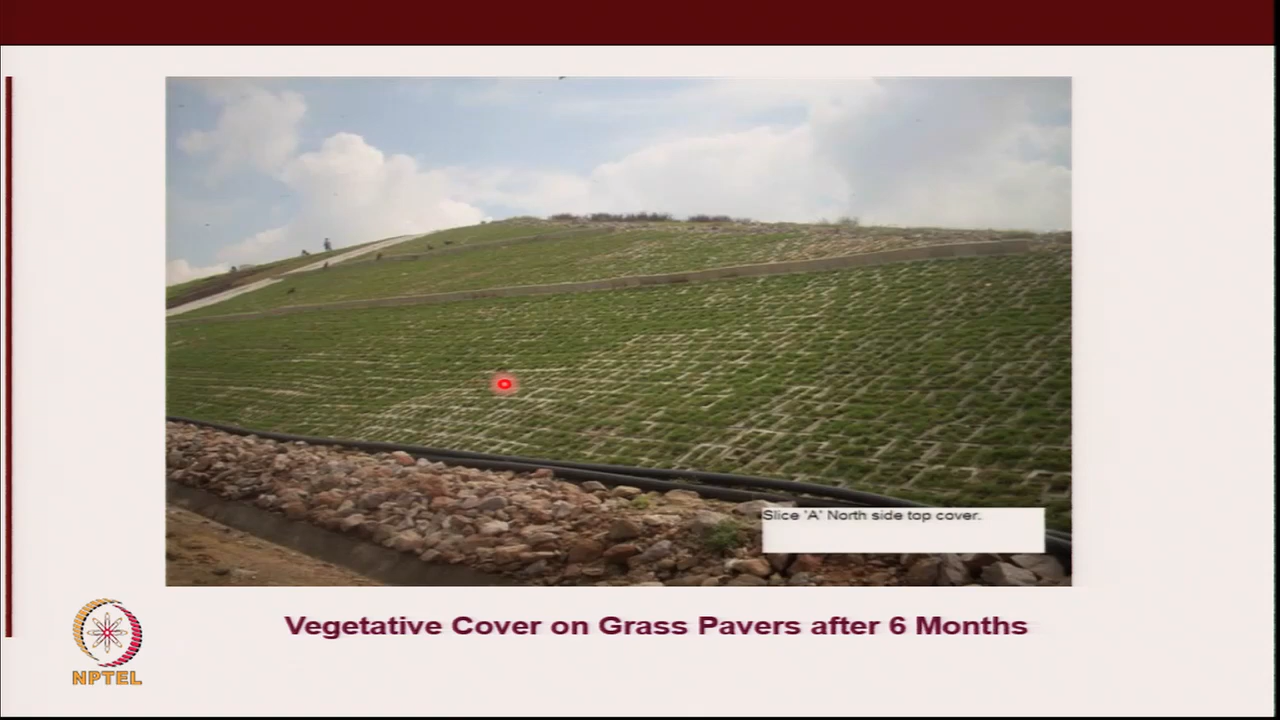 Slice 'A' North side top cover.
Vegetative Cover on Grass Pavers after 6 Months
NPTEL